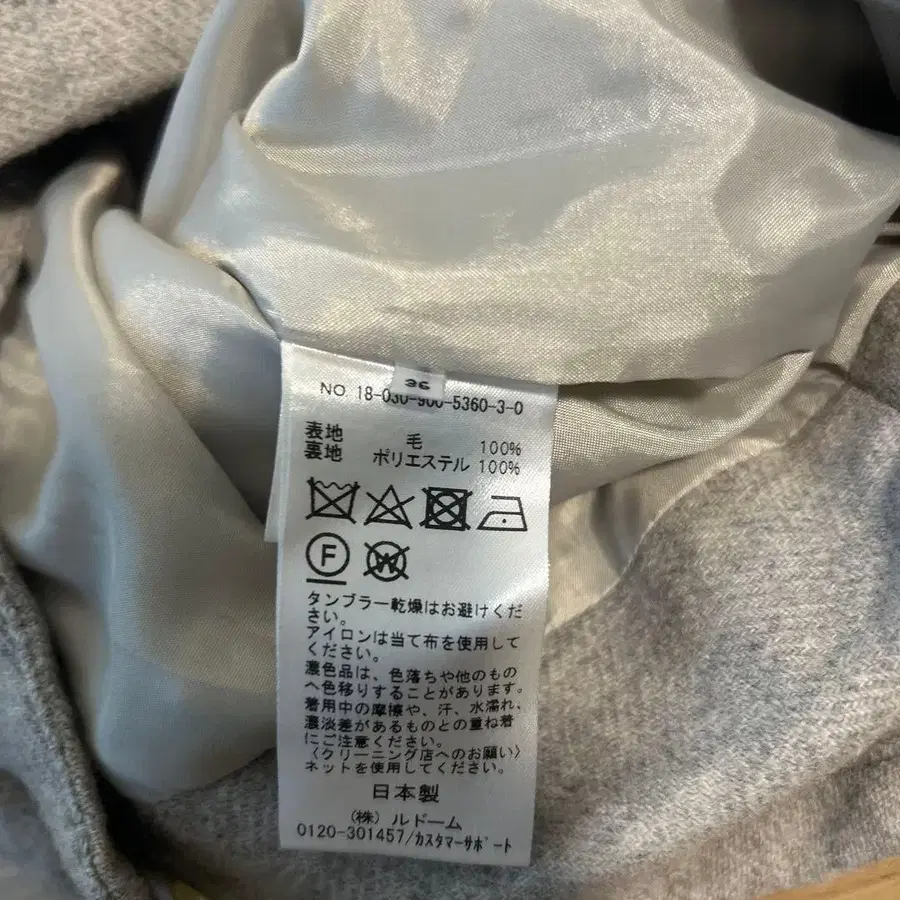 36
NO 18-030-900-5360-3-0
表地 毛 100%
裏地 ポリエステル 100%
F W
タンブラー乾燥はお避けくだ
さい。
アイロンは当て布を使用して
ください。
濃色品は、色落ちや他のもの
へ色移りすることがあります。
着用中の摩擦や、汗、水濡れ、
濃淡差があるものとの重ね着
にご注意ください。
〈クリーニング店へのお願い〉
ネットを使用してください。
日本製
(株) ルドーム
0120-301457/カスタマーサポート